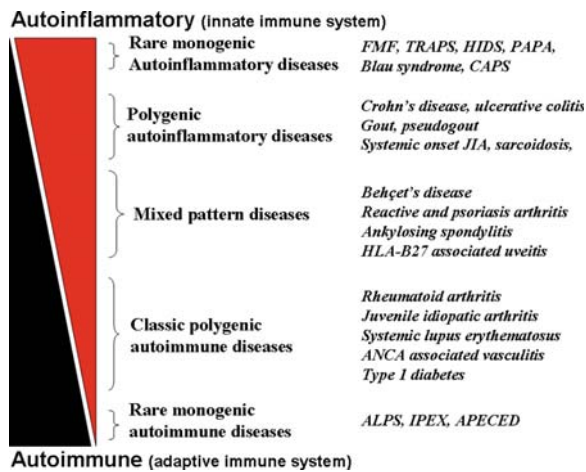 Autoinflammatory (innate immune system)
Rare monogenic
Autoinflammatory diseases
FMF, TRAPS, HIDS, PAPA,
Blau syndrome, CAPS
Polygenic
autoinflammatory diseases
Crohn's disease, ulcerative colitis
Gout, pseudogout
Systemic onset JIA, sarcoidosis,
Mixed pattern diseases
Behçet's disease
Reactive and psoriasis arthritis
Ankylosing spondylitis
HLA-B27 associated uveitis
Classic polygenic
autoimmune diseases
Rheumatoid arthritis
Juvenile idiopatic arthritis
Systemic lupus erythematosus
ANCA associated vasculitis
Type 1 diabetes
Rare monogenic
autoimmune diseases
ALPS, IPEX, APECED
Autoimmune (adaptive immune system)